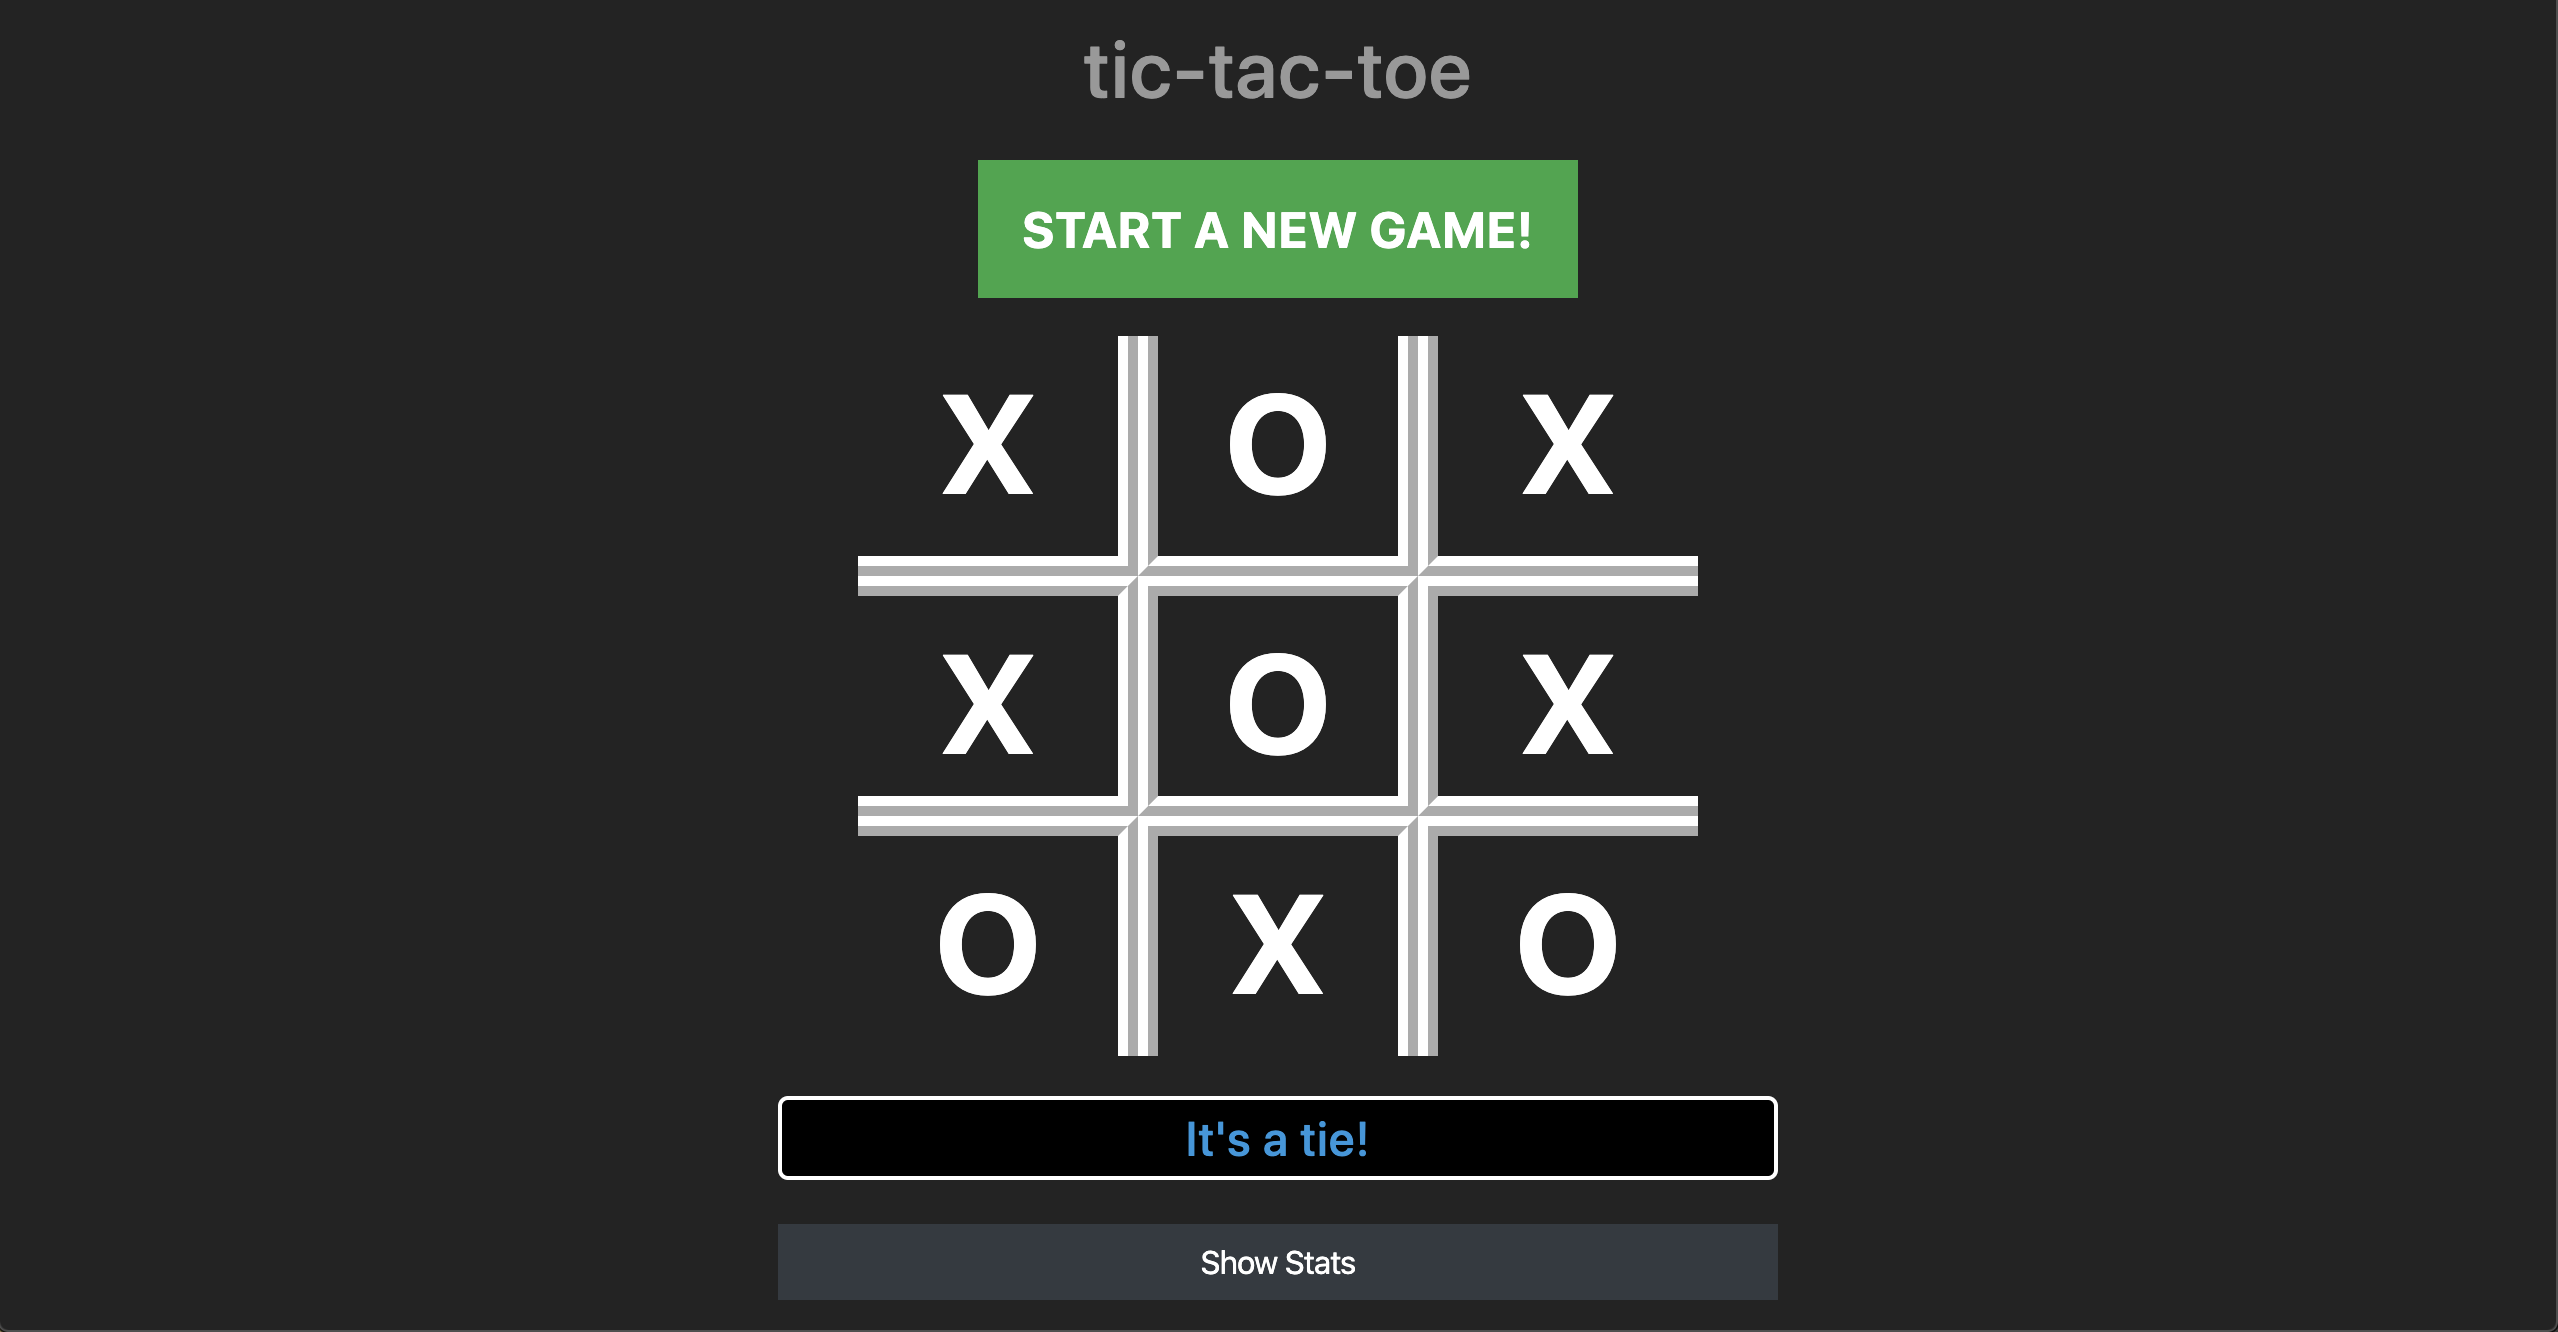 tic-tac-toe
START A NEW GAME!
X O X
X O X
O X O
It's a tie!
Show Stats